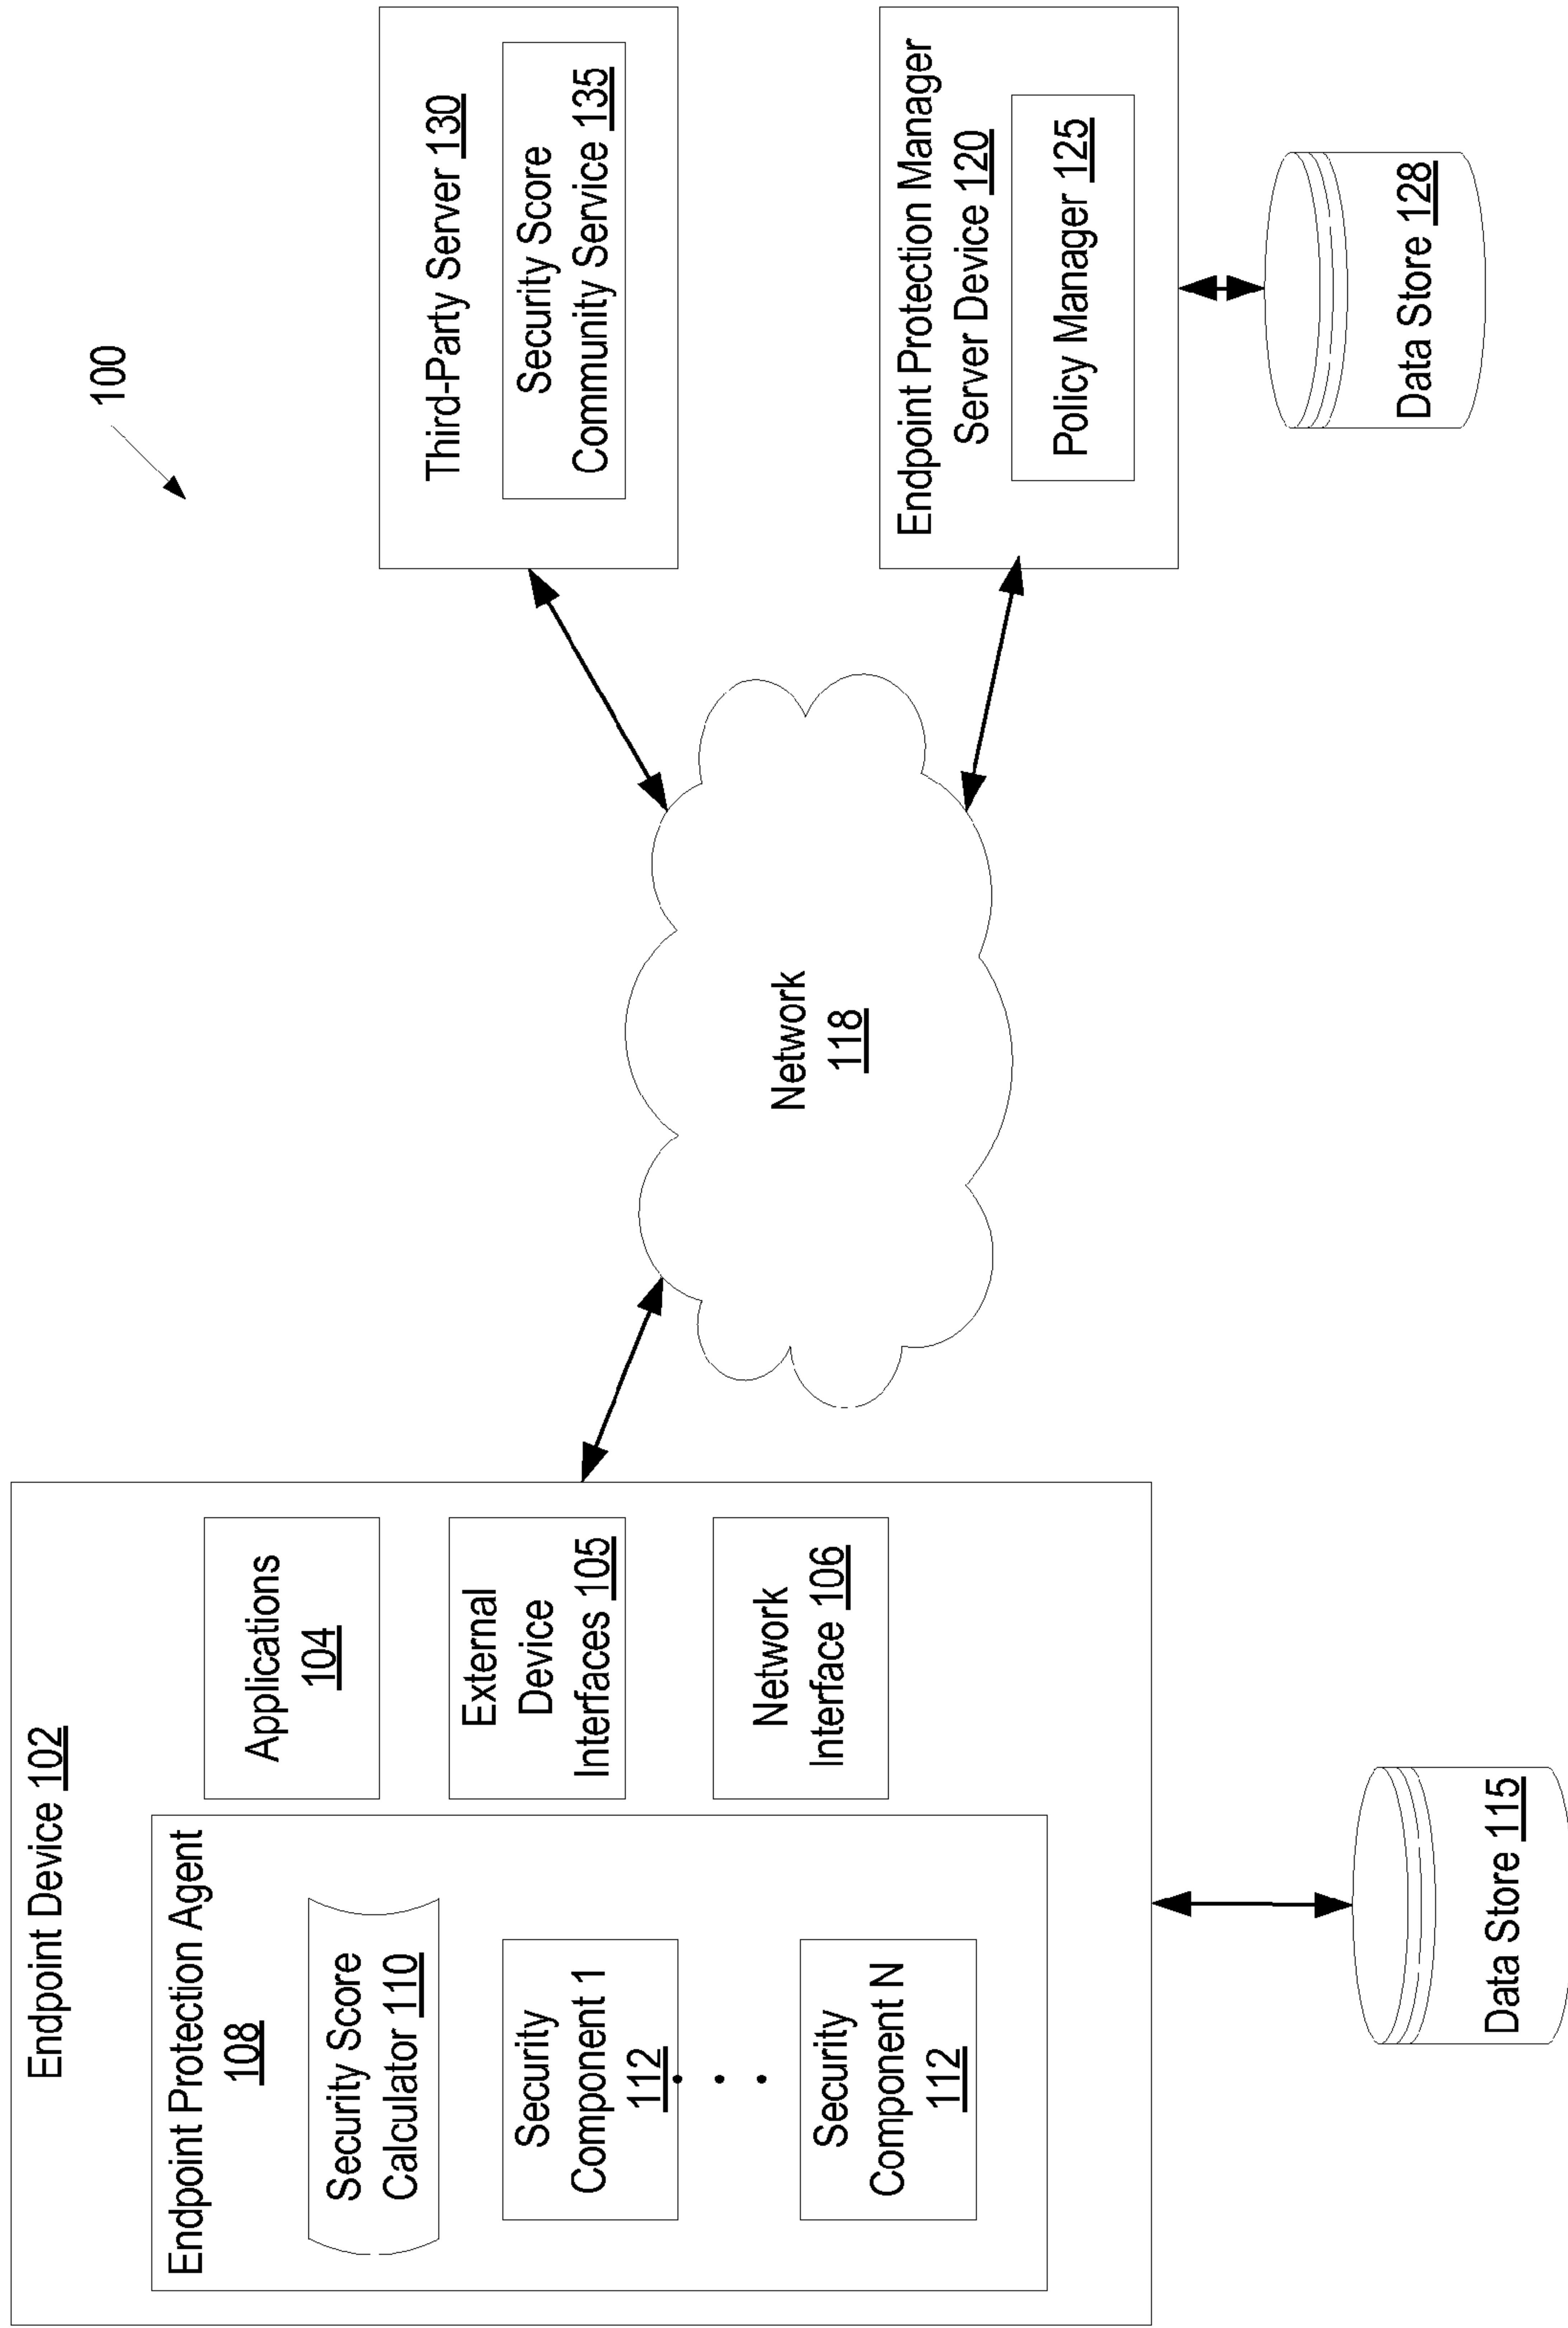 100
Endpoint Device 102
Endpoint Protection Agent
108
Security Score
Calculator 110
Security
Component 1
112
Security
Component N
112
Applications
104
External
Device
Interfaces 105
Network
Interface 106
Data Store 115
Network
118
Third-Party Server 130
Security Score
Community Service 135
Endpoint Protection Manager
Server Device 120
Policy Manager 125
Data Store 128